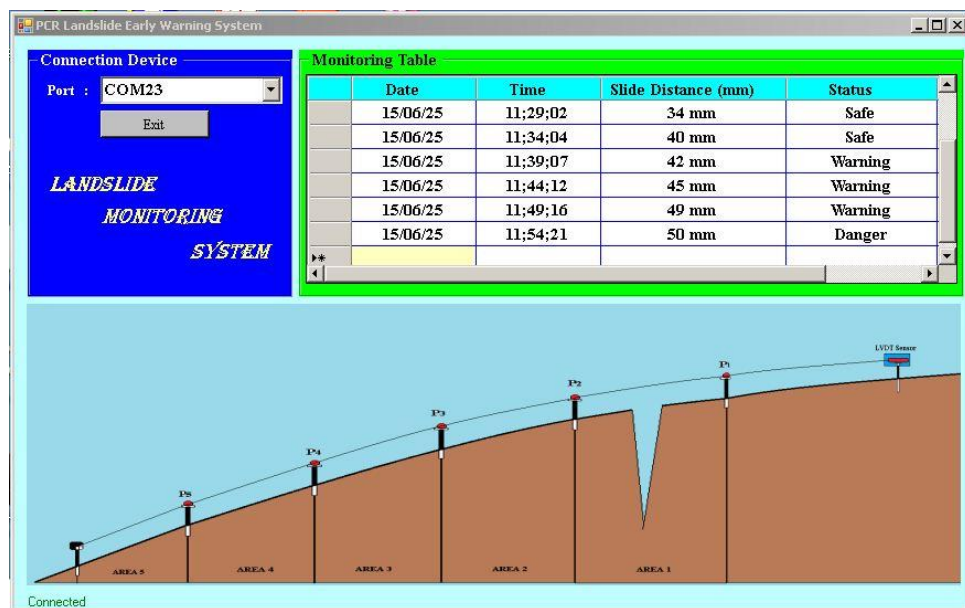 PCR Landslide Early Warning System
Connection Device
Port : COM23
Exit
LANDSLIDE
MONITORING
SYSTEM
Monitoring Table
Date Time Slide Distance (mm) Status
15/06/25 11;29;02 34 mm Safe
15/06/25 11;34;04 40 mm Safe
15/06/25 11;39;07 42 mm Warning
15/06/25 11;44;12 45 mm Warning
15/06/25 11;49;16 49 mm Warning
15/06/25 11;54;21 50 mm Danger
LVDT Sensor
P1
P2
P3
P4
P5
AREA 5 AREA 4 AREA 3 AREA 2 AREA 1
Connected